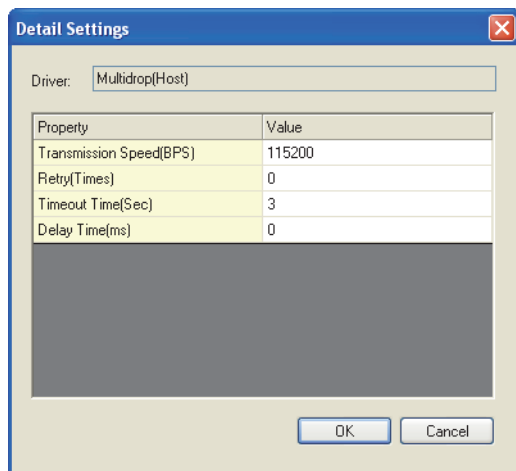 Detail Settings
Driver: Multidrop(Host)
Property Value
Transmission Speed(BPS) 115200
Retry(Times) 0
Timeout Time(Sec) 3
Delay Time(ms) 0
OK Cancel